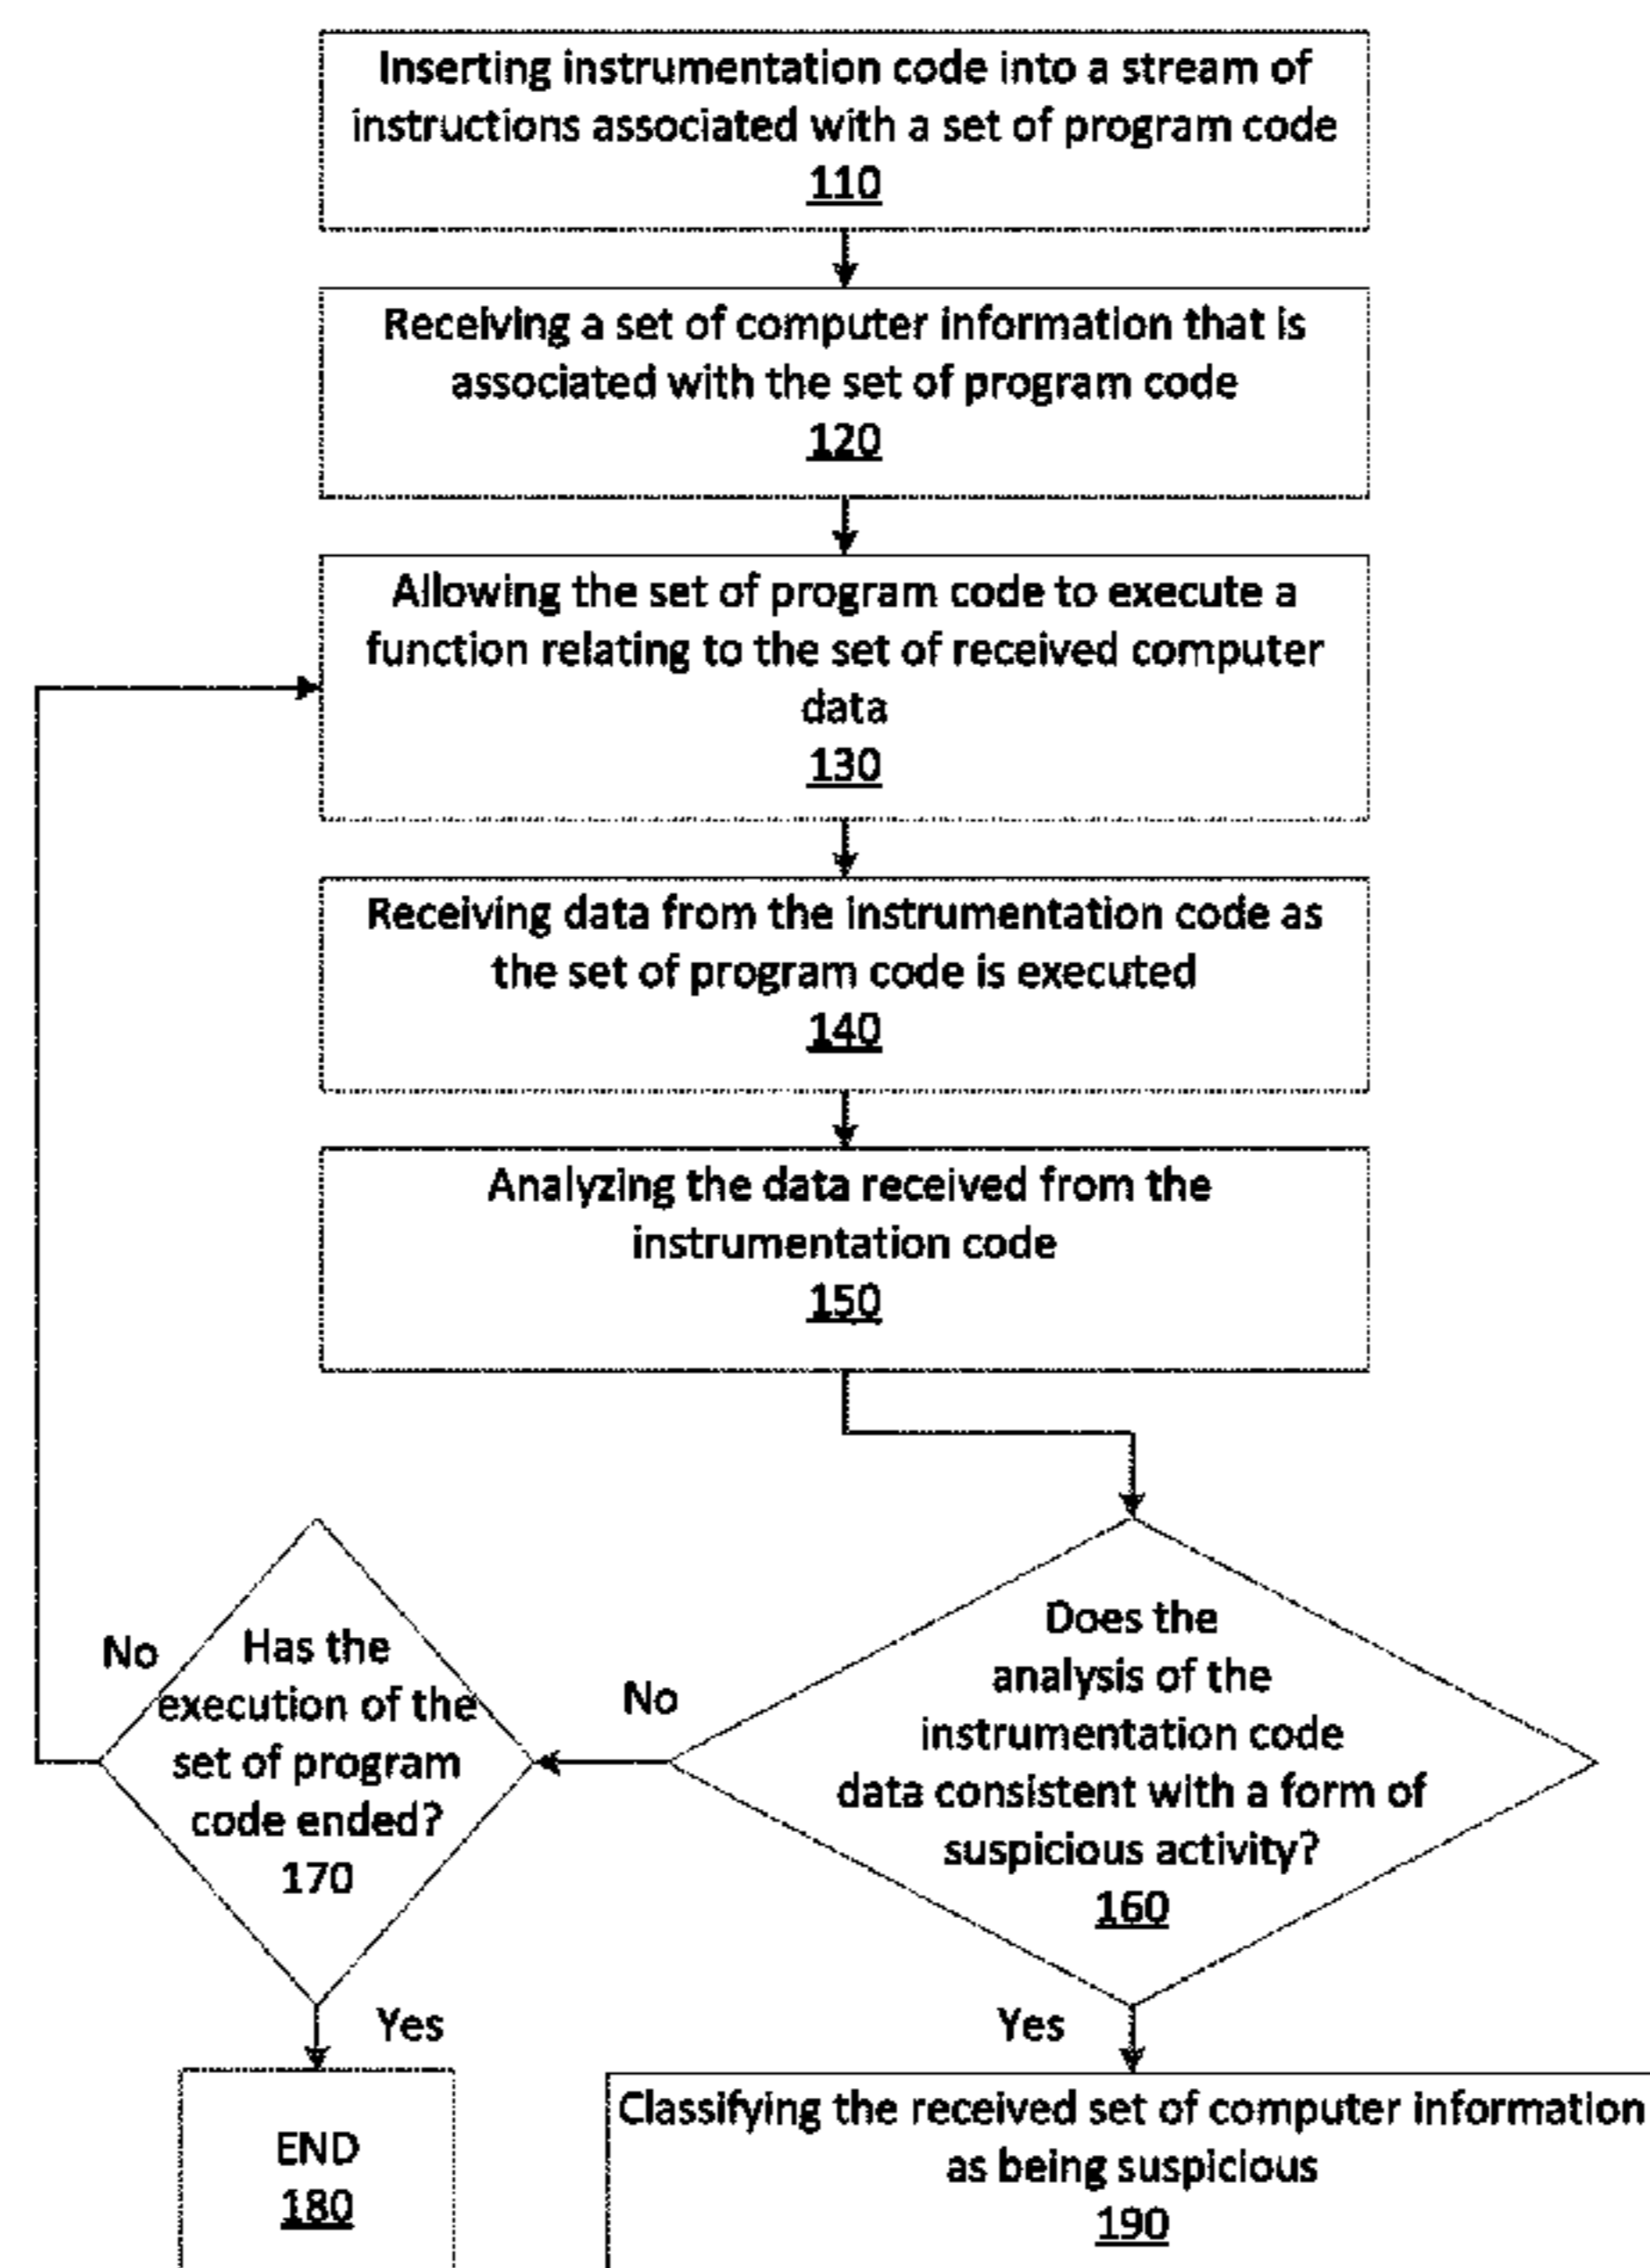 Inserting instrumentation code into a stream of
instructions associated with a set of program code
110
Receiving a set of computer information that is
associated with the set of program code
120
Allowing the set of program code to execute a
function relating to the set of received computer
data
130
Receiving data from the instrumentation code as
the set of program code is executed
140
Analyzing the data received from the
instrumentation code
150
Does the
analysis of the
instrumentation code
data consistent with a form of
suspicious activity?
160
No
Has the
execution of the
set of program
code ended?
170
No
Yes
Yes
END
180
Classifying the received set of computer information
as being suspicious
190